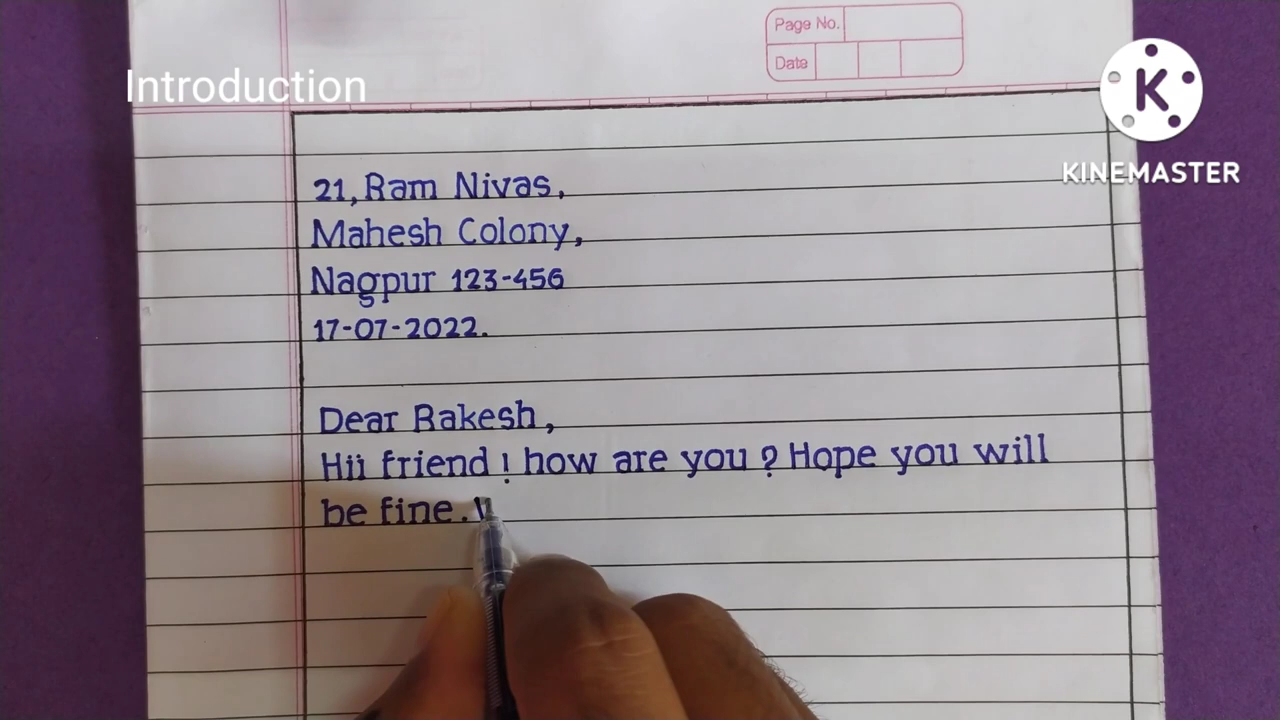 Page No.
Date
Introduction
K
KINEMASTER
21, Ram Nivas,
Mahesh Colony,
Nagpur 123-456
17-07-2022.
Dear Rakesh,
Hii friend ! how are you ? Hope you will
be fine.